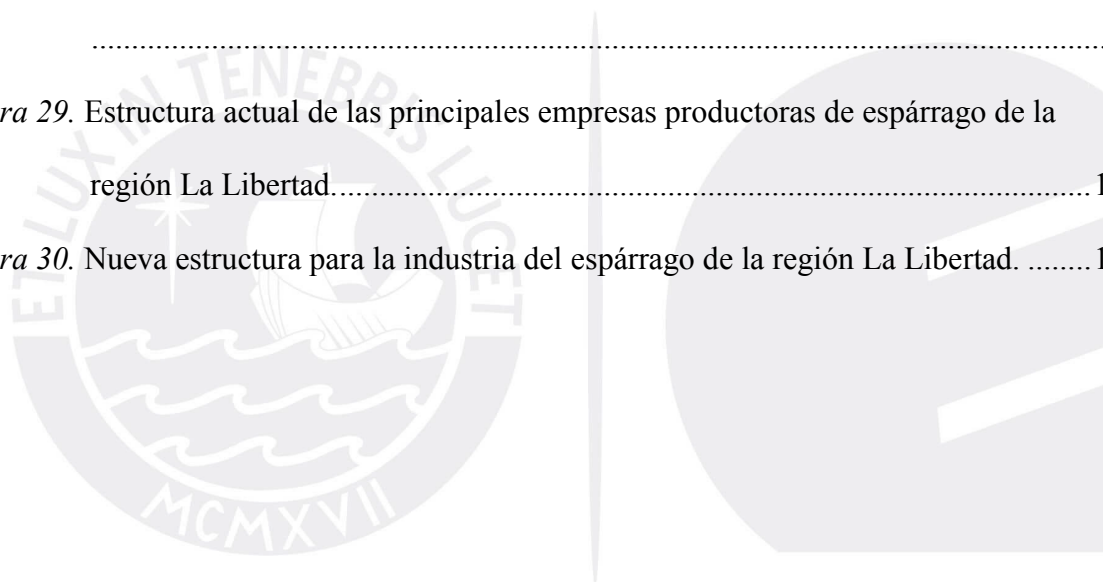 ....................................................................................................................................
ra 29. Estructura actual de las principales empresas productoras de espárrago de la
región La Libertad................................................................................................1
ra 30. Nueva estructura para la industria del espárrago de la región La Libertad. ........1
ET LUX IN TENEBRIS LUCET
MCMXVII